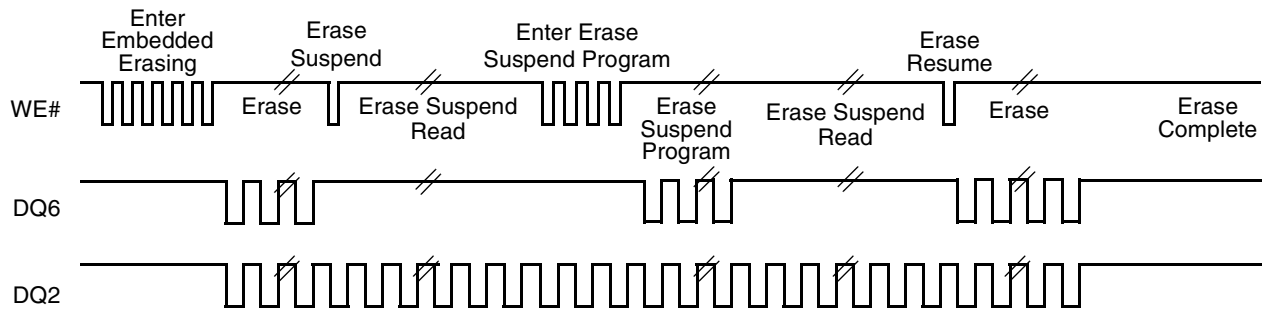 Enter
Embedded
Erasing
Erase
Suspend
Enter Erase
Suspend Program
Erase
Resume
WE#
Erase
Erase Suspend
Read
Erase
Suspend
Program
Erase Suspend
Read
Erase
Erase
Complete
DQ6
DQ2